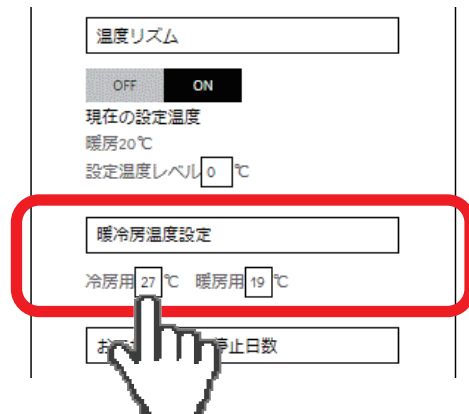 温度リズム
OFF ON
現在の設定温度
暖房20℃
設定温度レベル 0 ℃
暖冷房温度設定
冷房用 27 ℃ 暖房用 19 ℃
停止日数